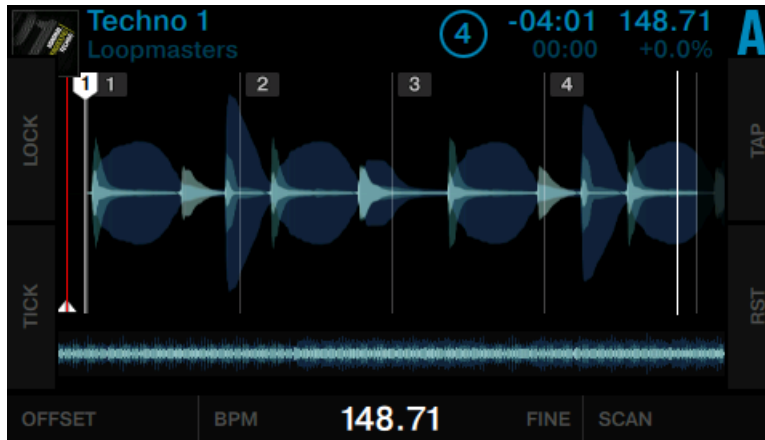 Techno 1
Loopmasters
4
-04:01 148.71
00:00 +0.0%
A
1 1 2 3 4
LOCK
TAP
TICK
RST
OFFSET BPM 148.71 FINE SCAN